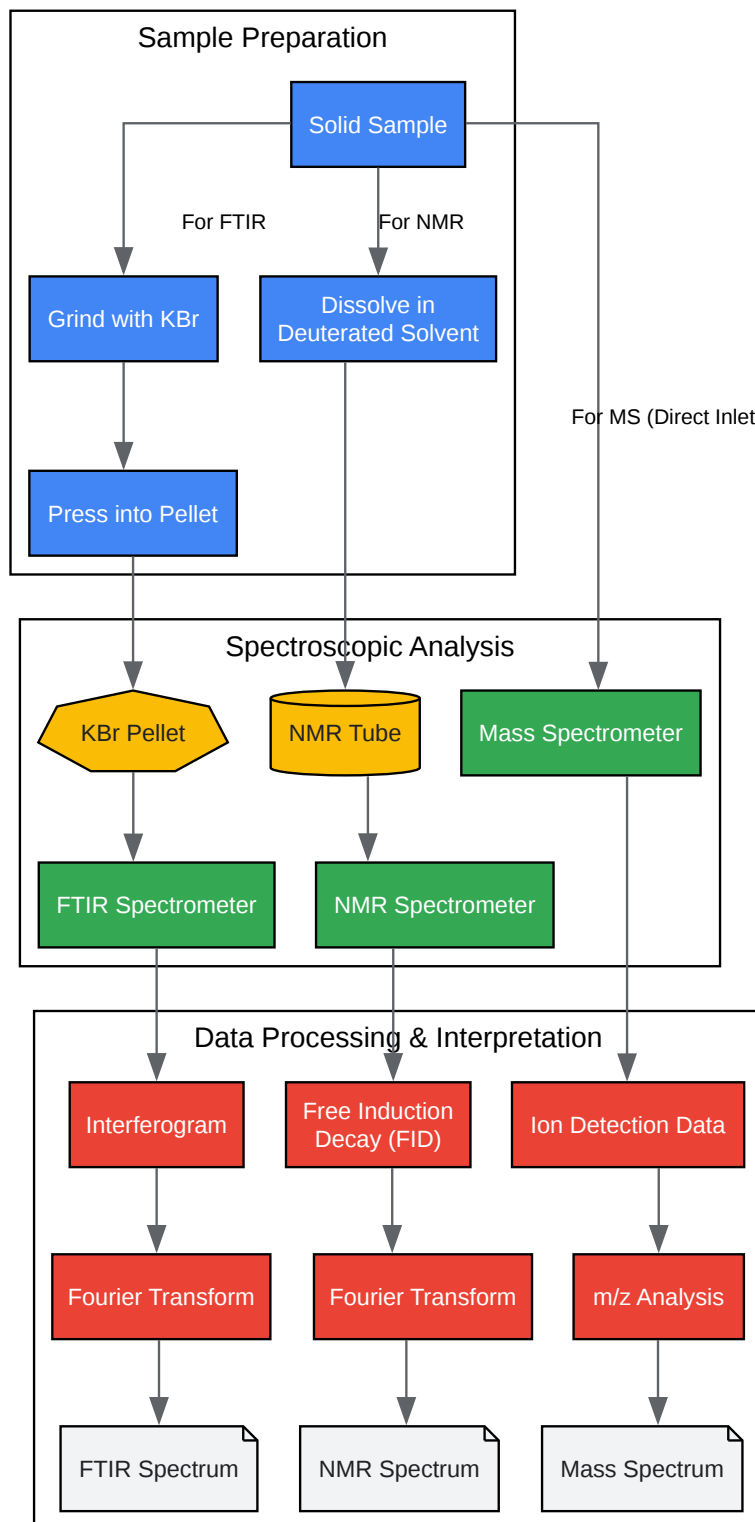 Sample Preparation
Solid Sample
For FTIR
For NMR
Grind with KBr
Dissolve in
Deuterated Solvent
For MS (Direct Inlet
Press into Pellet
Spectroscopic Analysis
KBr Pellet
NMR Tube
Mass Spectrometer
FTIR Spectrometer
NMR Spectrometer
Data Processing & Interpretation
Interferogram
Free Induction
Decay (FID)
Ion Detection Data
Fourier Transform
Fourier Transform
m/z Analysis
FTIR Spectrum
NMR Spectrum
Mass Spectrum